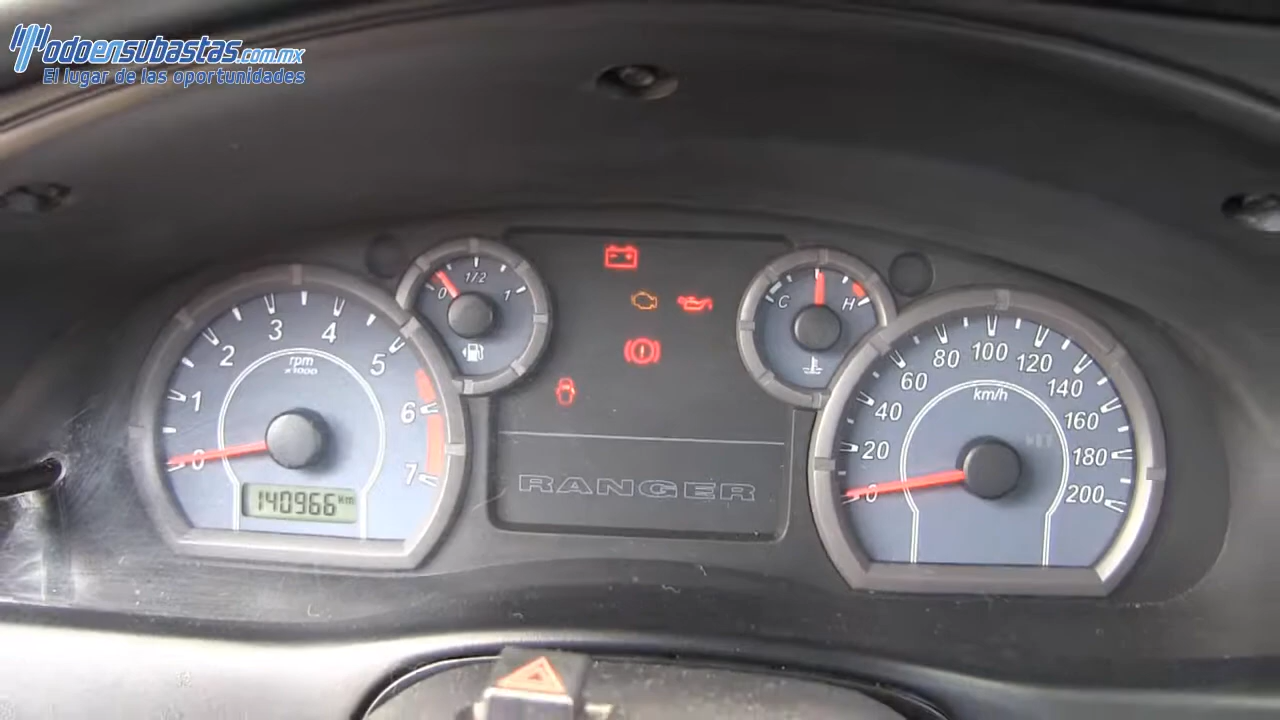 Todoensubastas.com.mx
El lugar de las oportunidades
0 1/2 1
C H
rpm
x1000
0 1 2 3 4 5 6 7
140966 KM
km/h
0 20 40 60 80 100 120 140 160 180 200
RANGER